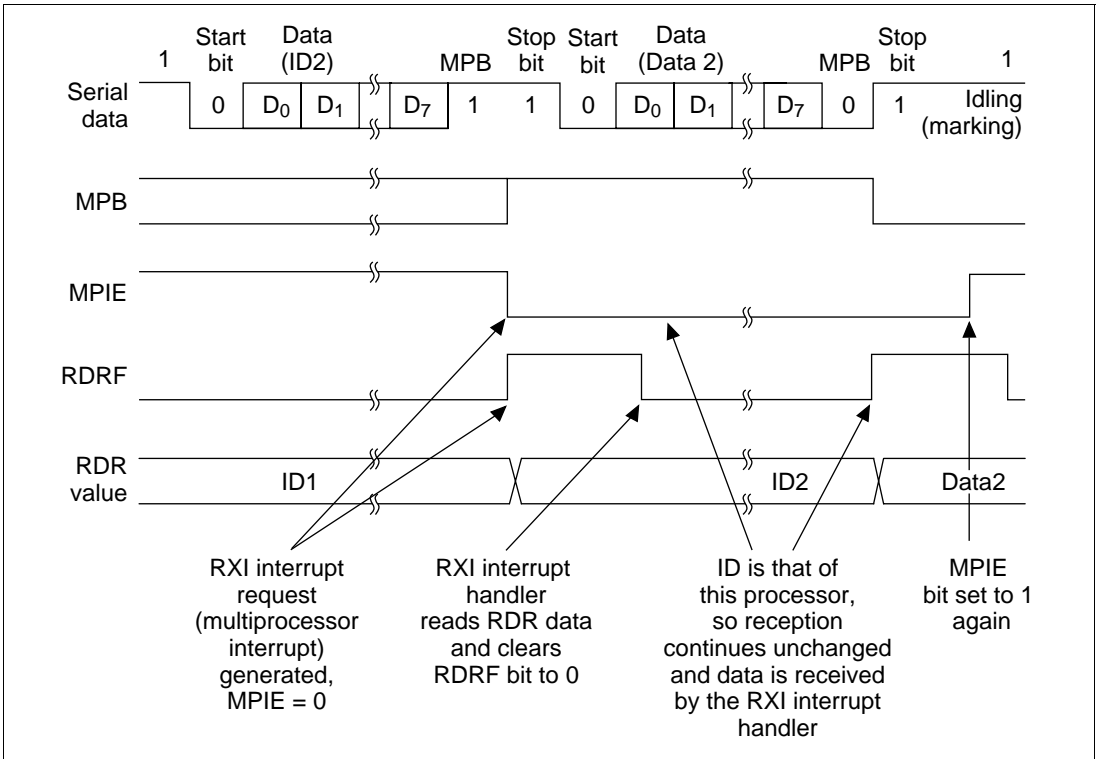 1 Start bit Data (ID2) MPB Stop bit Start bit Data (Data 2) MPB Stop bit 1
Serial data 0 D0 D1 D7 1 1 0 D0 D1 D7 0 1 Idling (marking)
MPB
MPIE
RDRF
RDR value ID1 ID2 Data2
RXI interrupt
request
(multiprocessor
interrupt)
generated,
MPIE = 0
RXI interrupt
handler
reads RDR data
and clears
RDRF bit to 0
ID is that of
this processor,
so reception
continues unchanged
and data is received
by the RXI interrupt
handler
MPIE
bit set to 1
again